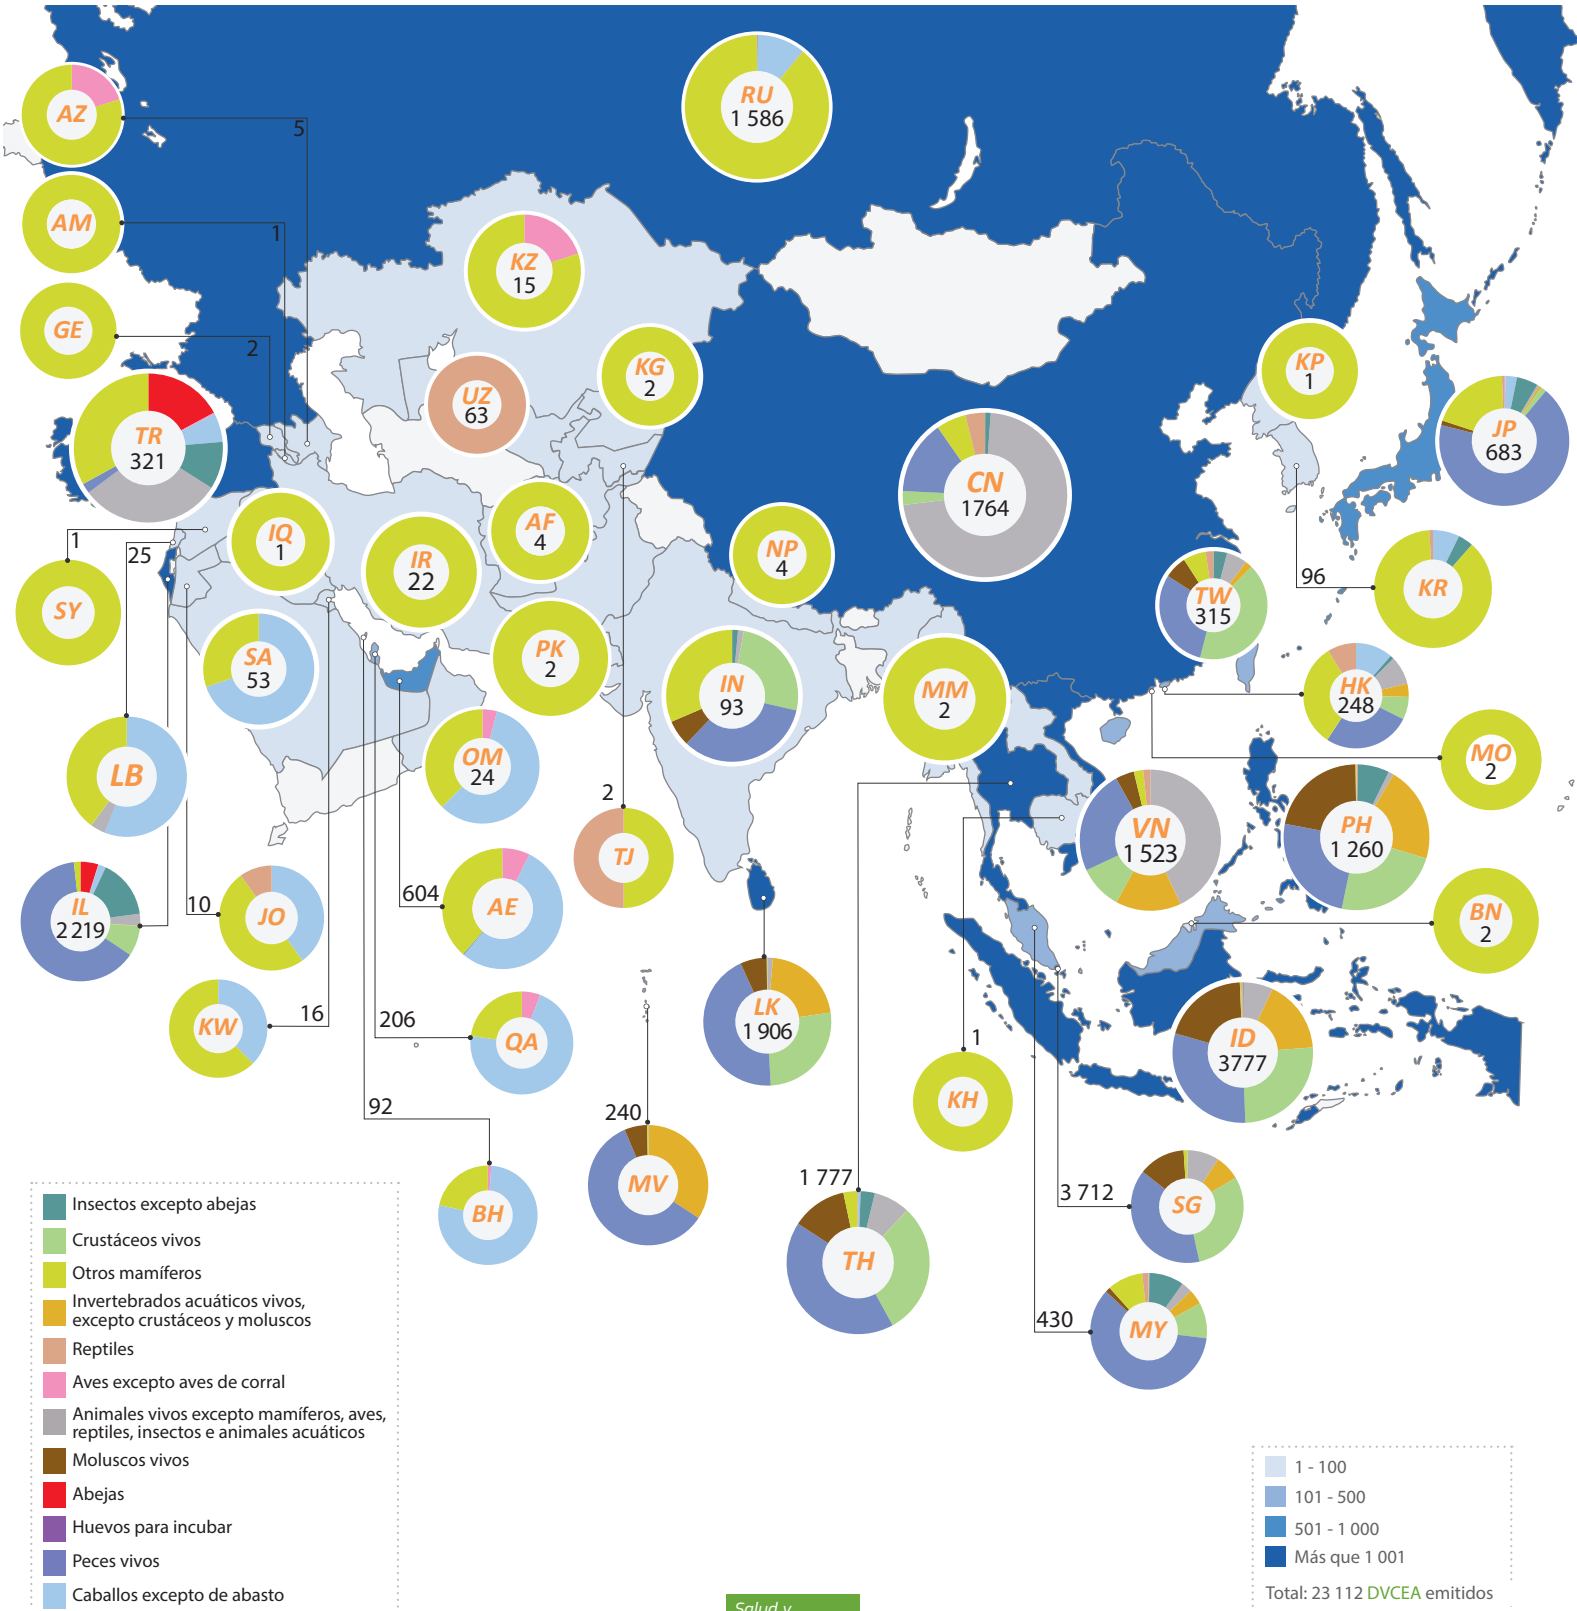 RU
1 586
AZ
5
AM
1
GE
2
KZ
15
KG
2
UZ
63
KP
1
TR
321
JP
683
CN
1764
IQ
1
IR
22
AF
4
NP
4
1
25
SY
SA
53
PK
2
IN
93
MM
2
TW
315
96
KR
HK
248
MO
2
LB
OM
24
2
TJ
VN
1 523
PH
1 260
IL
2 219
10
JO
604
AE
BN
2
KW
16
206
QA
LK
1 906
1
KH
ID
3777
92
BH
240
MV
1 777
TH
3 712
SG
430
MY
Insectos excepto abejas
Crustáceos vivos
Otros mamíferos
Invertebrados acuáticos vivos,
excepto crustáceos y moluscos
Reptiles
Aves excepto aves de corral
Animales vivos excepto mamíferos, aves,
reptiles, insectos e animales acuáticos
Moluscos vivos
Abejas
Huevos para incubar
Peces vivos
Caballos excepto de abasto
1 - 100
101 - 500
501 - 1 000
Más que 1 001
Total: 23 112 DVCEA emitidos
Salud y